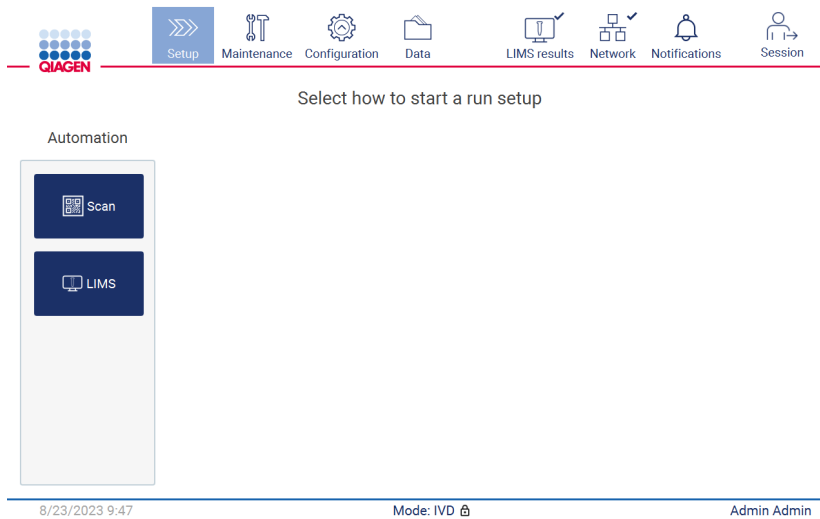 QIAGEN
Setup Maintenance Configuration Data LIMS results Network Notifications Session
Select how to start a run setup
Automation
Scan
LIMS
8/23/2023 9:47 Mode: IVD Admin Admin